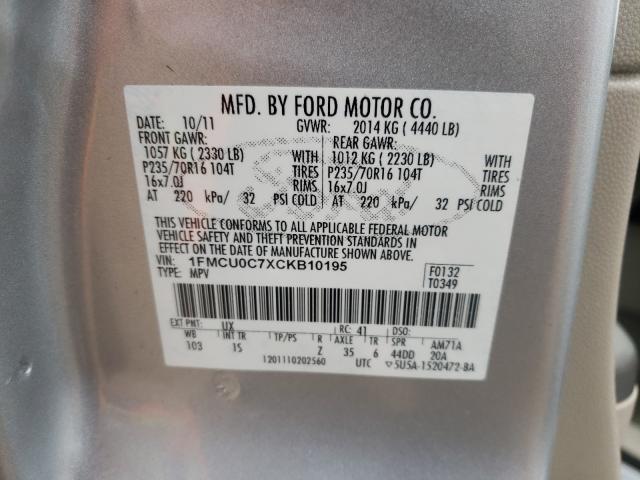 MFD. BY FORD MOTOR CO.
DATE: 10/11 GVWR: 2014 KG ( 4440 LB)
FRONT GAWR: REAR GAWR:
1057 KG ( 2330 LB) WITH 1012 KG ( 2230 LB) WITH
P235/70R16 104T TIRES P235/70R16 104T TIRES
16x7.0J RIMS 16x7.0J RIMS
AT 220 kPa/ 32 PSI COLD AT 220 kPa/ 32 PSI COLD
THIS VEHICLE CONFORMS TO ALL APPLICABLE FEDERAL MOTOR
VEHICLE SAFETY AND THEFT PREVENTION STANDARDS IN
EFFECT ON THE DATE OF MANUFACTURE SHOWN ABOVE.
VIN: 1FMCU0C7XCKB10195 F0132
TYPE: MPV T0349
EXT PNT: UX RC: 41 DSO:
WB INT TR TP/PS R AXLE TR SPR AM71A
103 IS Z 35 6 44DD 20A
1201110202560 UTC ▽5U5A-1520472-BA